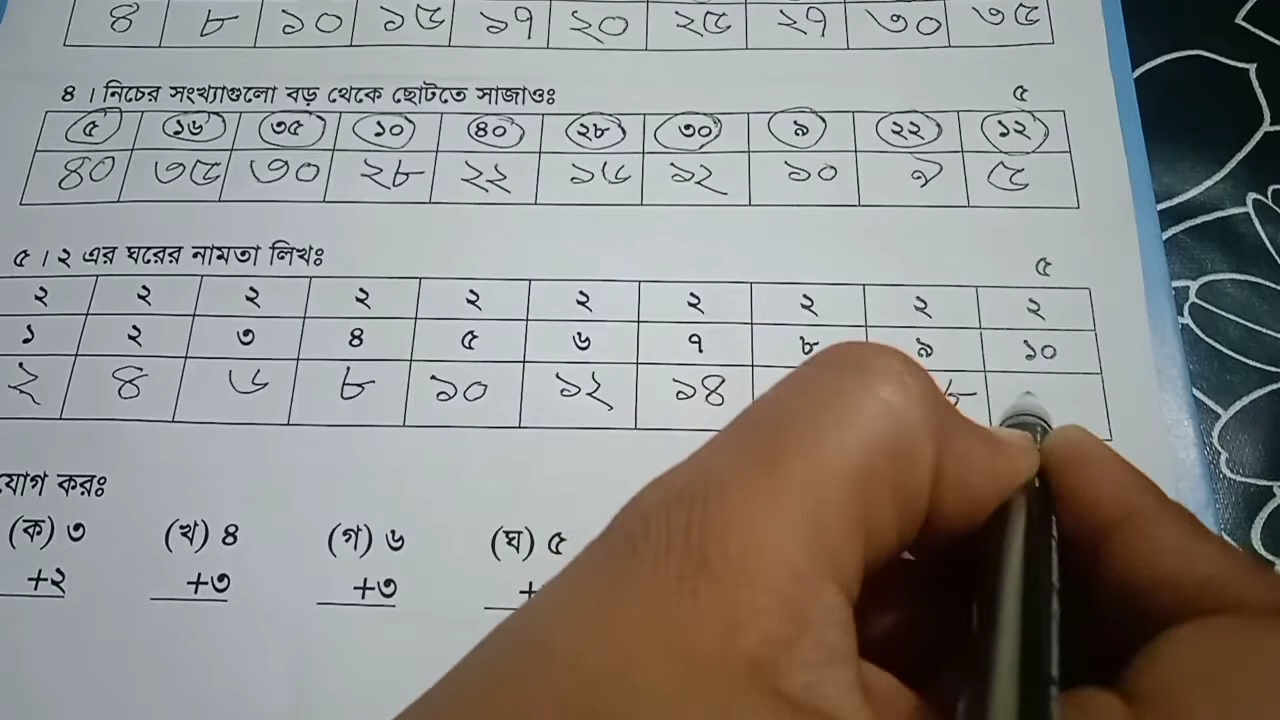 ৪ ৮ ১০ ১৫ ১৭ ২০ ২৫ ২৭ ৩০ ৩৫
৪। নিচের সংখ্যাগুলো বড় থেকে ছোটতে সাজাওঃ ৫
৫ ১৬ ৩৫ ১০ ৪০ ২৮ ৩০ ৯ ২২ ১২
৪০ ৩৫ ৩০ ২৮ ২২ ১৬ ১২ ১০ ৯ ৫
৫। ২ এর ঘরের নামতা লিখঃ ৫
২ ২ ২ ২ ২ ২ ২ ২ ২ ২
১ ২ ৩ ৪ ৫ ৬ ৭ ৮ ৯ ১০
২ ৪ ৬ ৮ ১০ ১২ ১৪
যোগ করঃ
(ক) ৩ (খ) ৪ (গ) ৬ (ঘ) ৫
+২ +৩ +৩ +